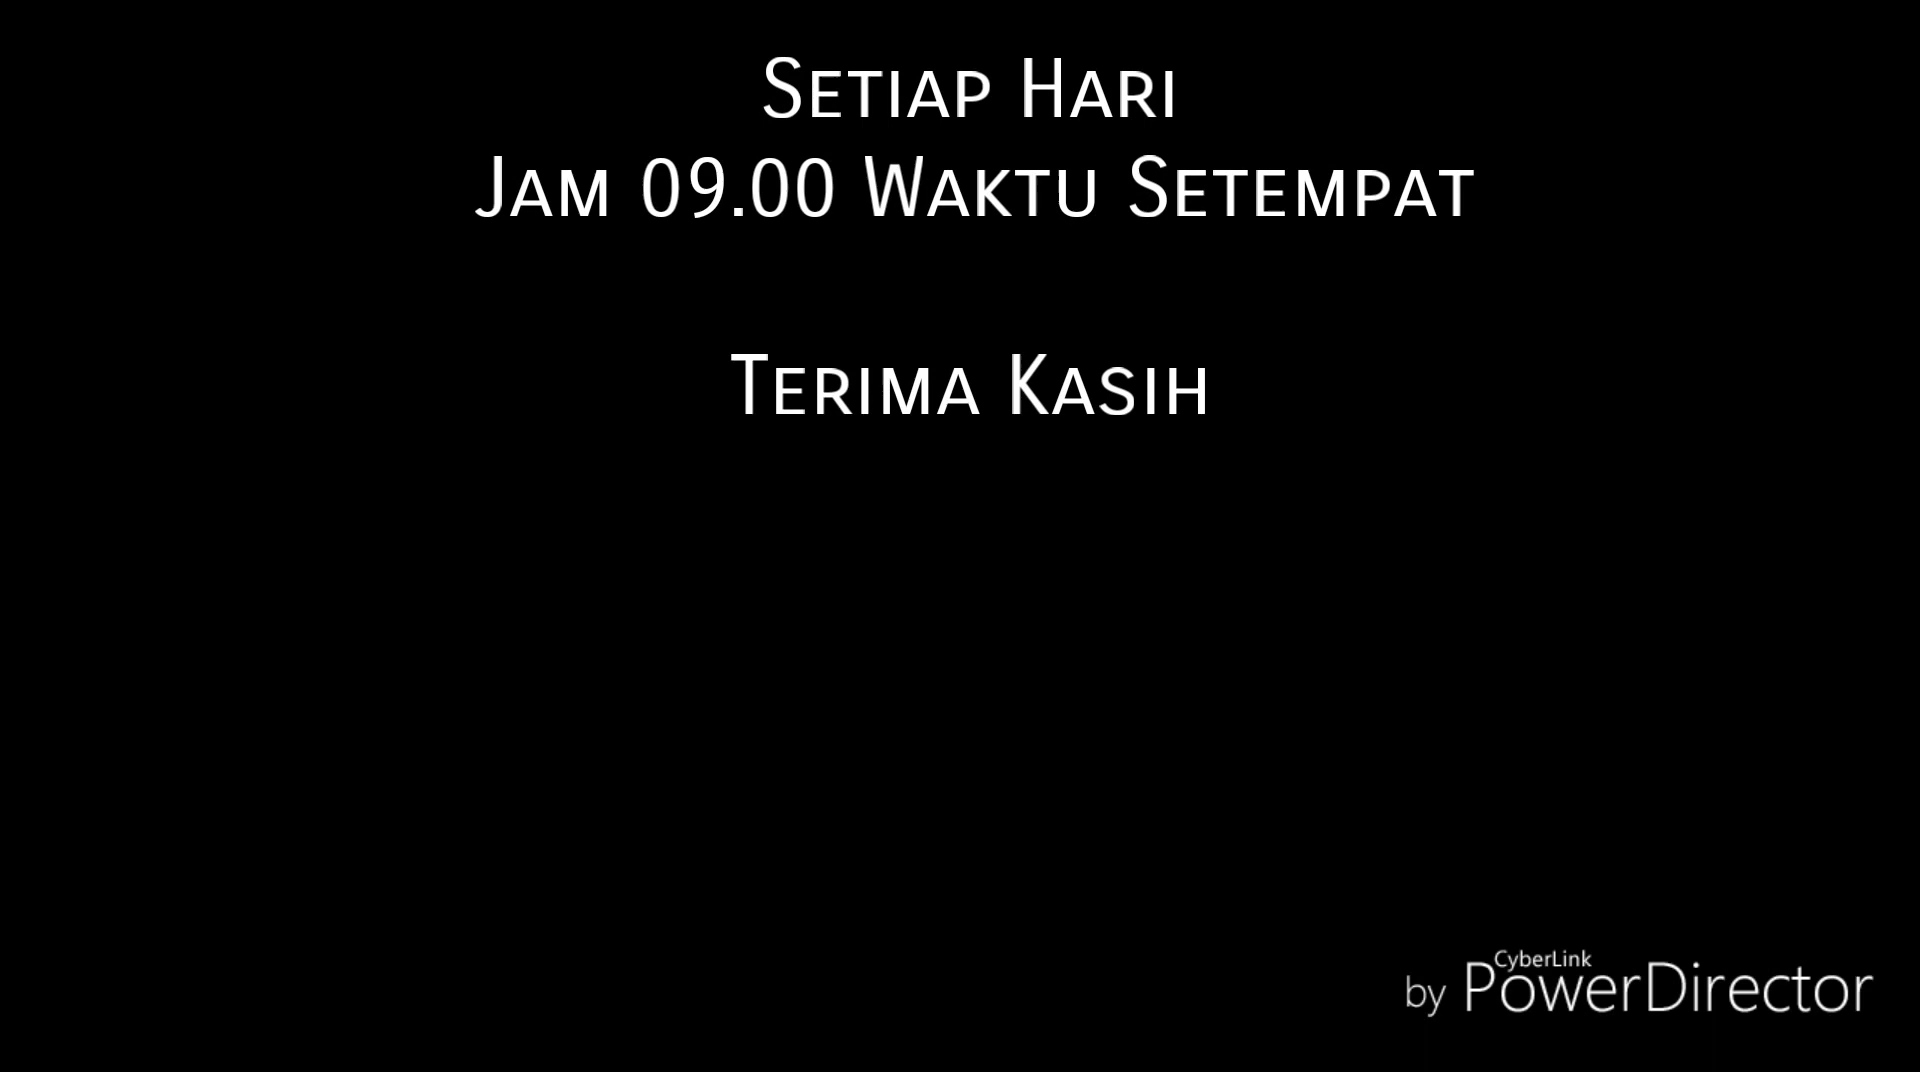 Setiap Hari
Jam 09.00 Waktu Setempat
Terima Kasih
by CyberLink PowerDirector